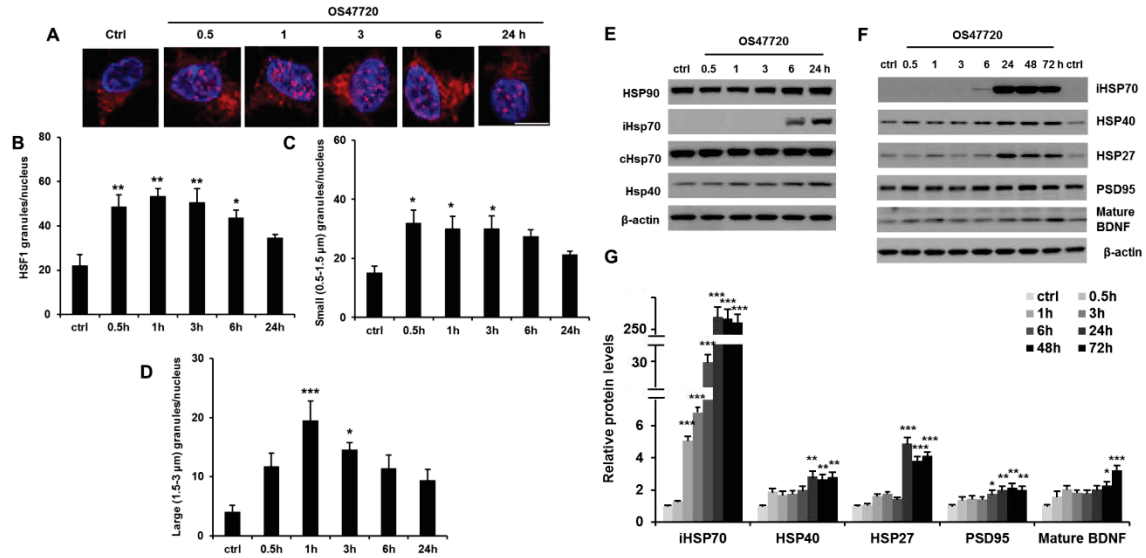 OS47720
A
Ctrl 0.5 1 3 6 24 h
B
HSF1 granules/nucleus
80
60
40
20
0
** ** ** *
ctrl 0.5h 1h 3h 6h 24h
C
Small (0.5-1.5 μm) granules/nucleus
60
40
20
0
* * *
ctrl 0.5h 1h 3h 6h 24h
D
Large (1.5-3 μm) granules/nucleus
30
20
10
0
*** *
ctrl 0.5h 1h 3h 6h 24h
E
OS47720
ctrl 0.5 1 3 6 24 h
HSP90
iHsp70
cHsp70
Hsp40
β-actin
F
OS47720
ctrl 0.5 1 3 6 24 48 72 h ctrl
iHSP70
HSP40
HSP27
PSD95
Mature
BDNF
β-actin
G
Relative protein levels
250
30
6
4
2
0
ctrl 0.5h
1h 3h
6h 24h
48h 72h
*** *** *** *** *** ***
** ** **
*** *** ***
* ** ** **
* ***
iHSP70 HSP40 HSP27 PSD95 Mature BDNF